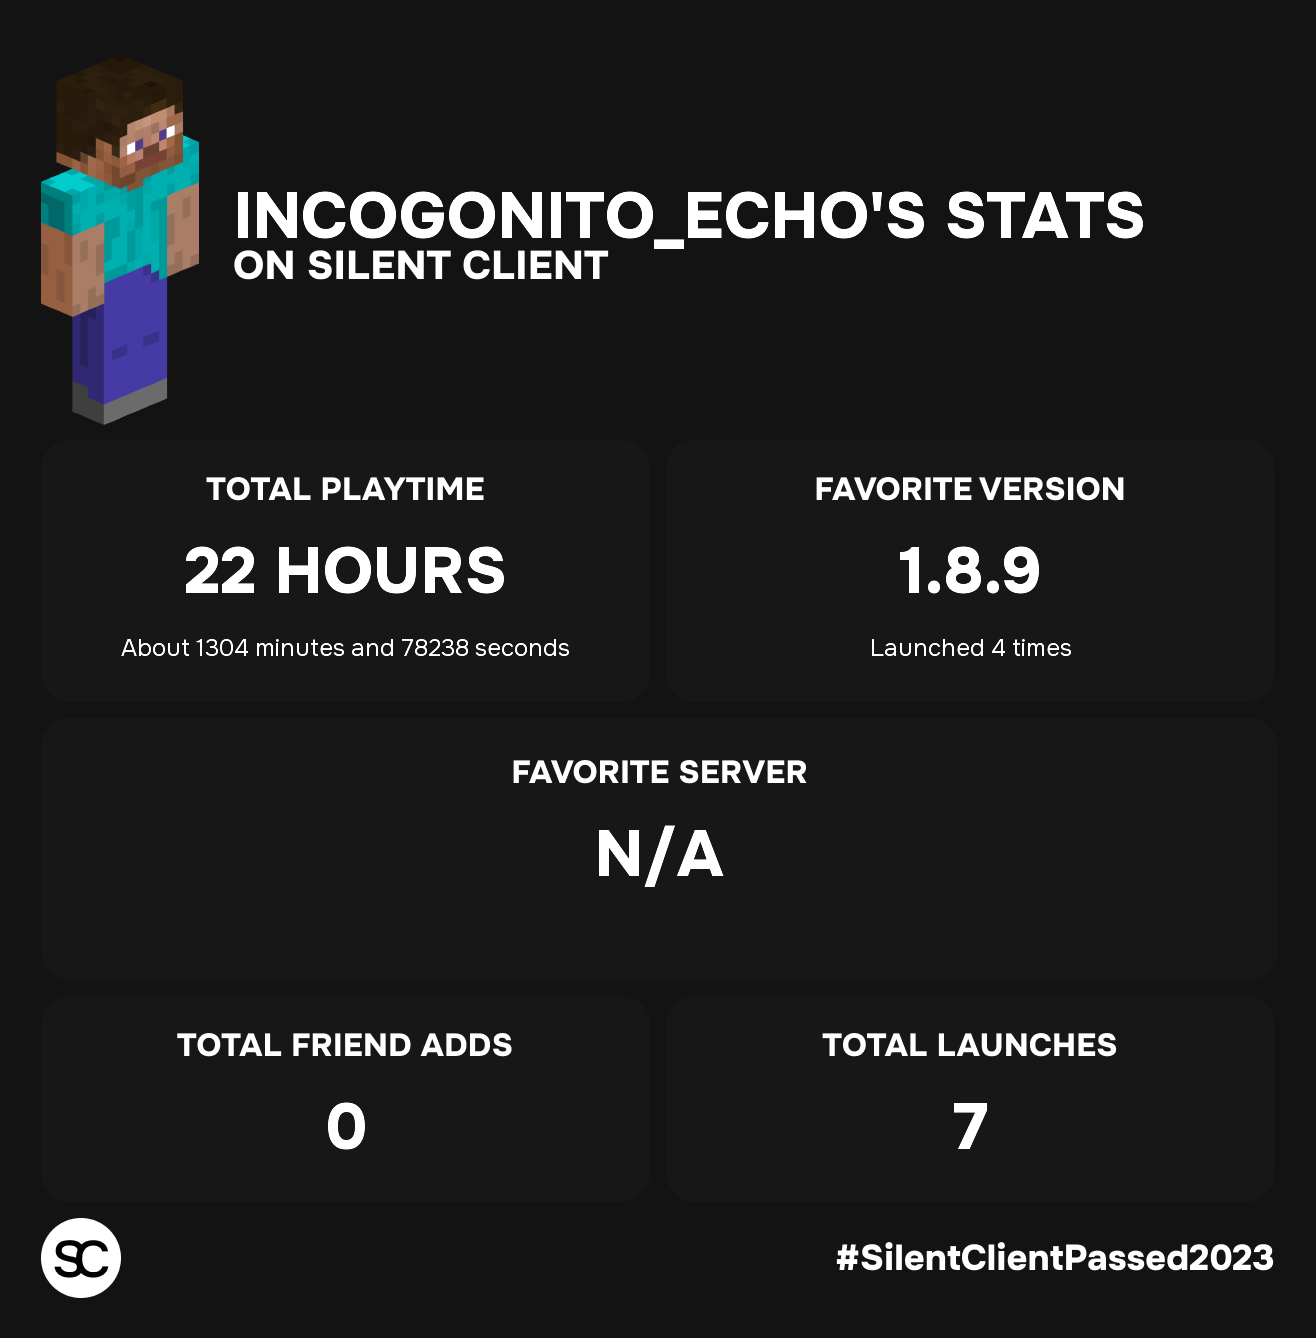 INCOGONITO_ECHO'S STATS
ON SILENT CLIENT
TOTAL PLAYTIME
22 HOURS
About 1304 minutes and 78238 seconds
FAVORITE VERSION
1.8.9
Launched 4 times
FAVORITE SERVER
N/A
TOTAL FRIEND ADDS
0
TOTAL LAUNCHES
7
SC
#SilentClientPassed2023